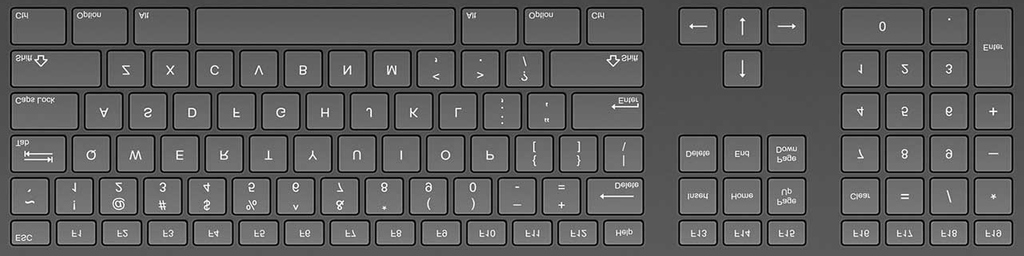 Ctrl Option Alt Alt Option Ctrl ← ↑ → 0 . Enter
Shift Z X C V B N M < , > . ? / Shift ↓ 1 2 3
Caps Lock A S D F G H J K L : ; " ' Enter 4 5 6 +
Tab Q W E R T Y U I O P { [ } ] | \ Delete End Page Down 7 8 9 −
~ ` ! 1 @ 2 # 3 $ 4 % 5 ^ 6 & 7 * 8 ( 9 ) 0 _ - + = Delete Insert Home Page Up Clear = / *
ESC F1 F2 F3 F4 F5 F6 F7 F8 F9 F10 F11 F12 Help F13 F14 F15 F16 F17 F18 F19